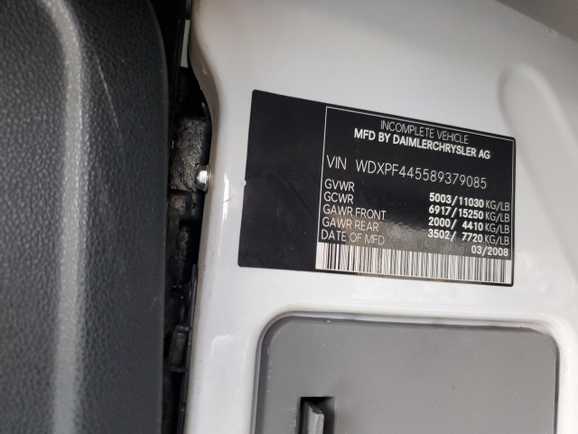 INCOMPLETE VEHICLE
MFD BY DAIMLERCHRYSLER AG
VIN WDXPF445589379085
GVWR 5003/11030 KG/LB
GCWR 6917/15250 KG/LB
GAWR FRONT 2000/ 4410 KG/LB
GAWR REAR 3502/ 7720 KG/LB
DATE OF MFD 03/2008